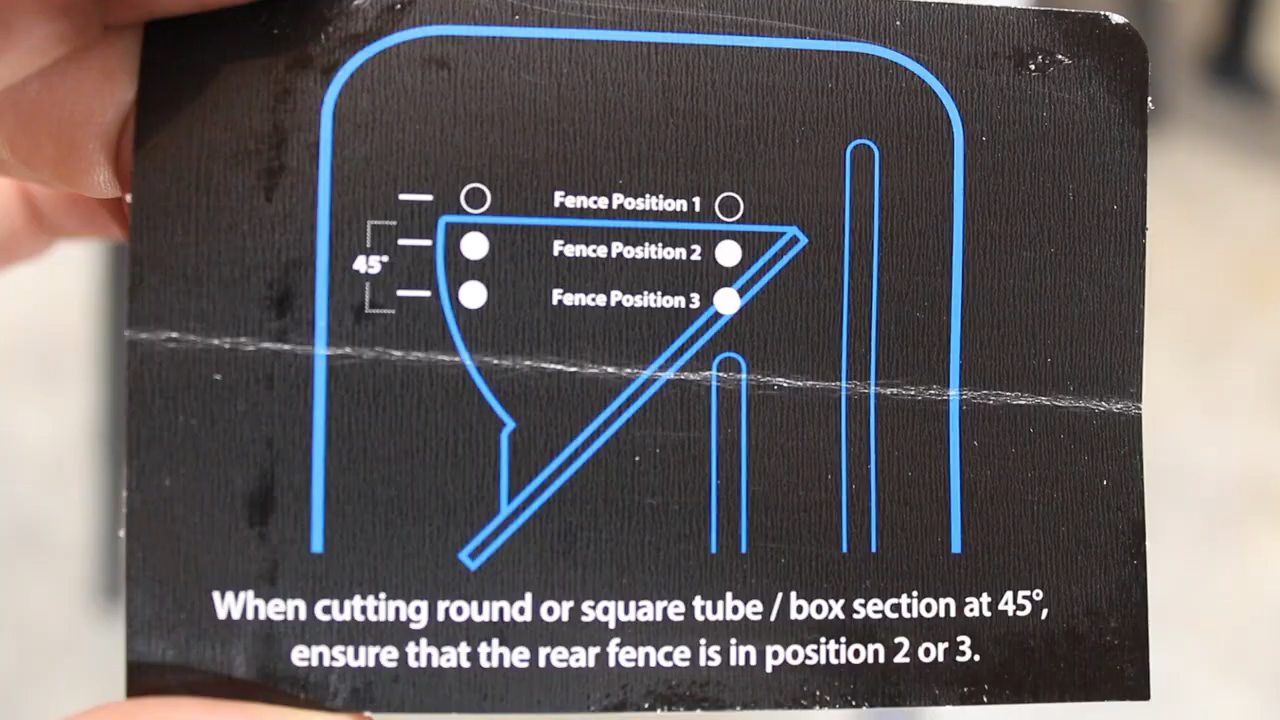 Fence Position 1
Fence Position 2
45°
Fence Position 3
When cutting round or square tube / box section at 45°,
ensure that the rear fence is in position 2 or 3.